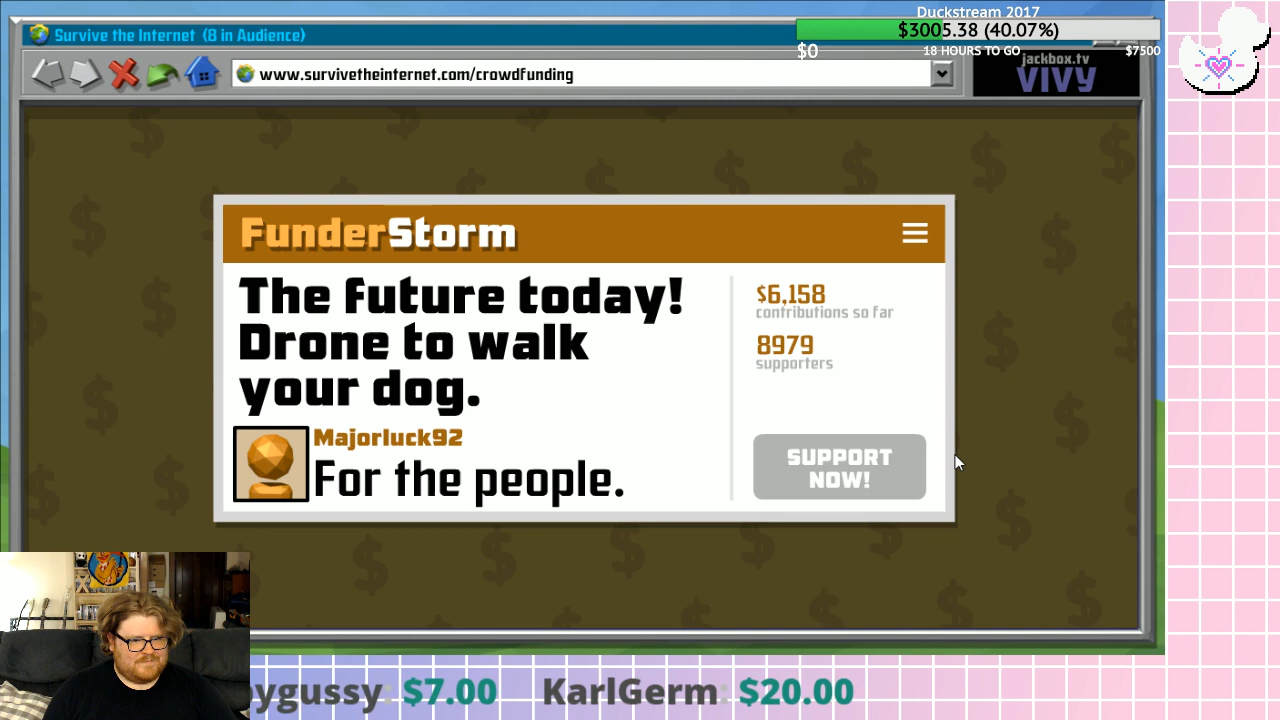 Duckstream 2017
Survive the Internet (8 in Audience)
$3005.38 (40.07%)
$0
18 HOURS TO GO
$7500
www.survivetheinternet.com/crowdfunding
jackbox.tv
VIVY
FunderStorm
The future today!
Drone to walk
your dog.
$6,158
contributions so far
8979
supporters
Majorluck92
For the people.
SUPPORT
NOW!
ygussy: $7.00 KarlGerm: $20.00